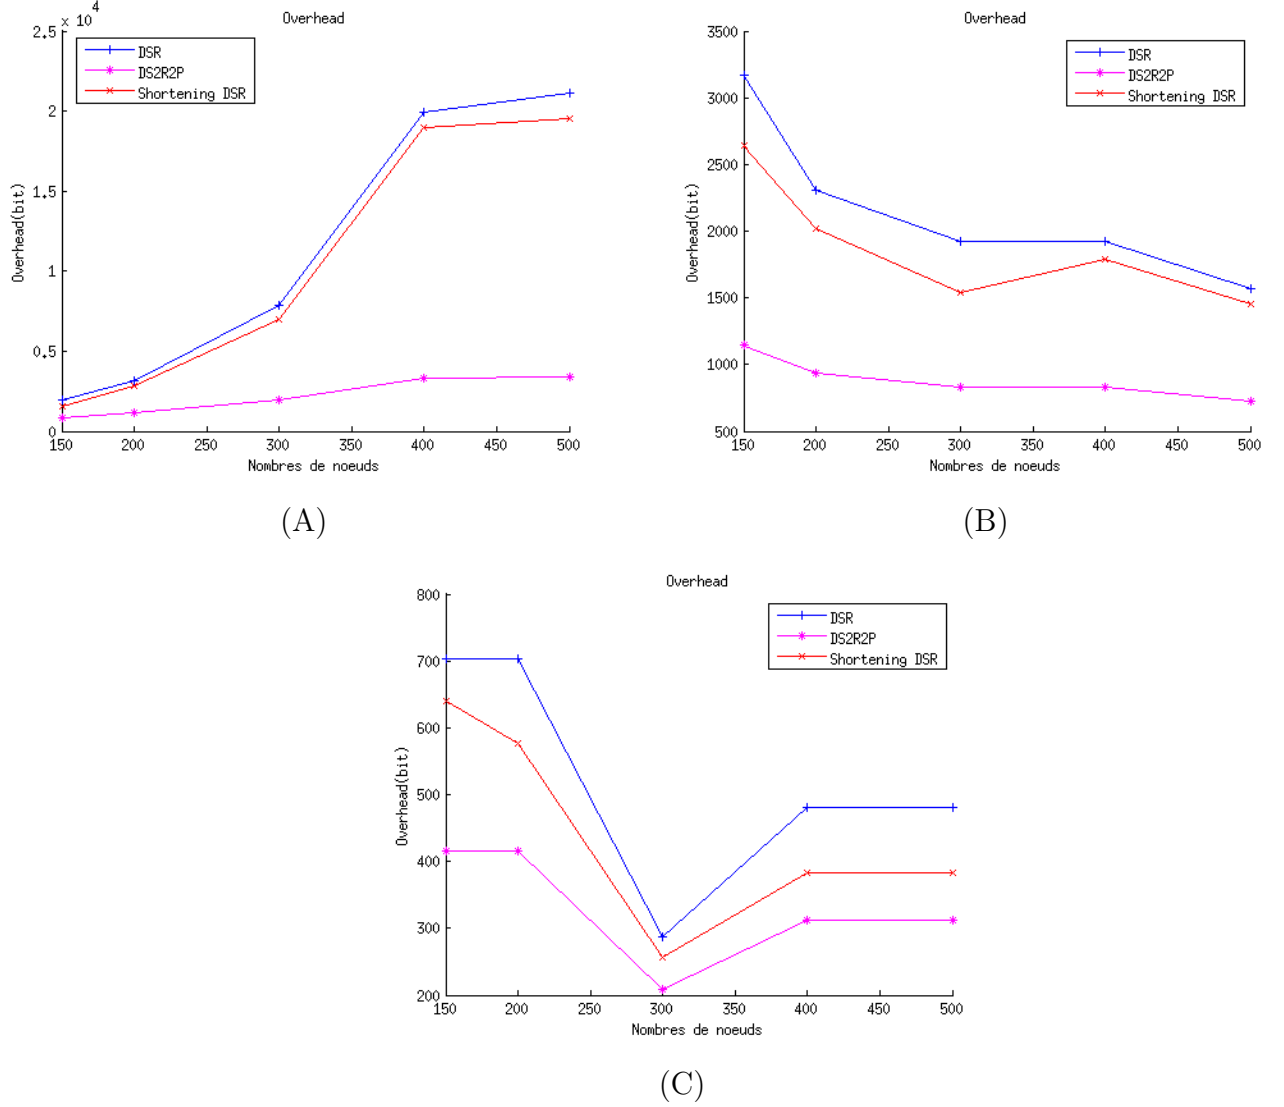 Overhead
× 10^4
2.5
2
1.5
1
0.5
0
Overhead(bit)
DSR
DS2R2P
Shortening DSR
150 200 250 300 350 400 450 500
Nombres de noeuds
(A)
Overhead
3500
3000
2500
2000
1500
1000
500
Overhead(bit)
DSR
DS2R2P
Shortening DSR
150 200 250 300 350 400 450 500
Nombres de noeuds
(B)
Overhead
800
700
600
500
400
300
200
Overhead(bit)
DSR
DS2R2P
Shortening DSR
150 200 250 300 350 400 450 500
Nombres de noeuds
(C)